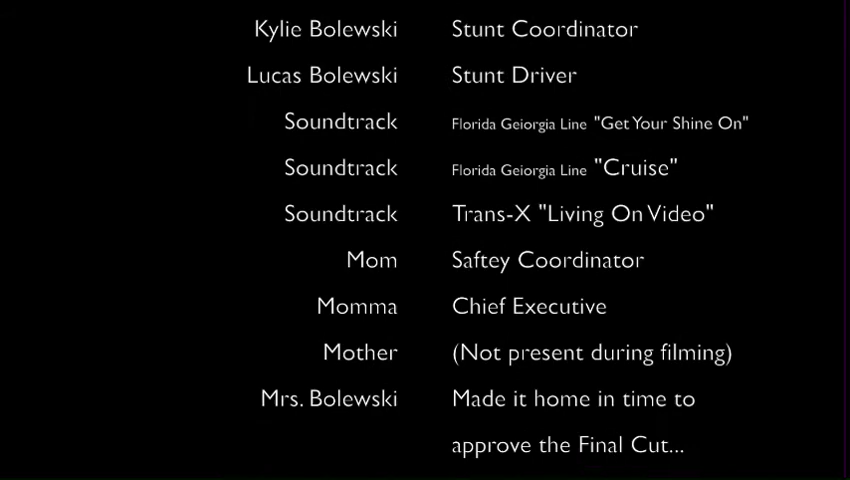 Kylie Bolewski Stunt Coordinator
Lucas Bolewski Stunt Driver
Soundtrack Florida Geiorgia Line "Get Your Shine On"
Soundtrack Florida Geiorgia Line "Cruise"
Soundtrack Trans-X "Living On Video"
Mom Saftey Coordinator
Momma Chief Executive
Mother (Not present during filming)
Mrs. Bolewski Made it home in time to
approve the Final Cut...